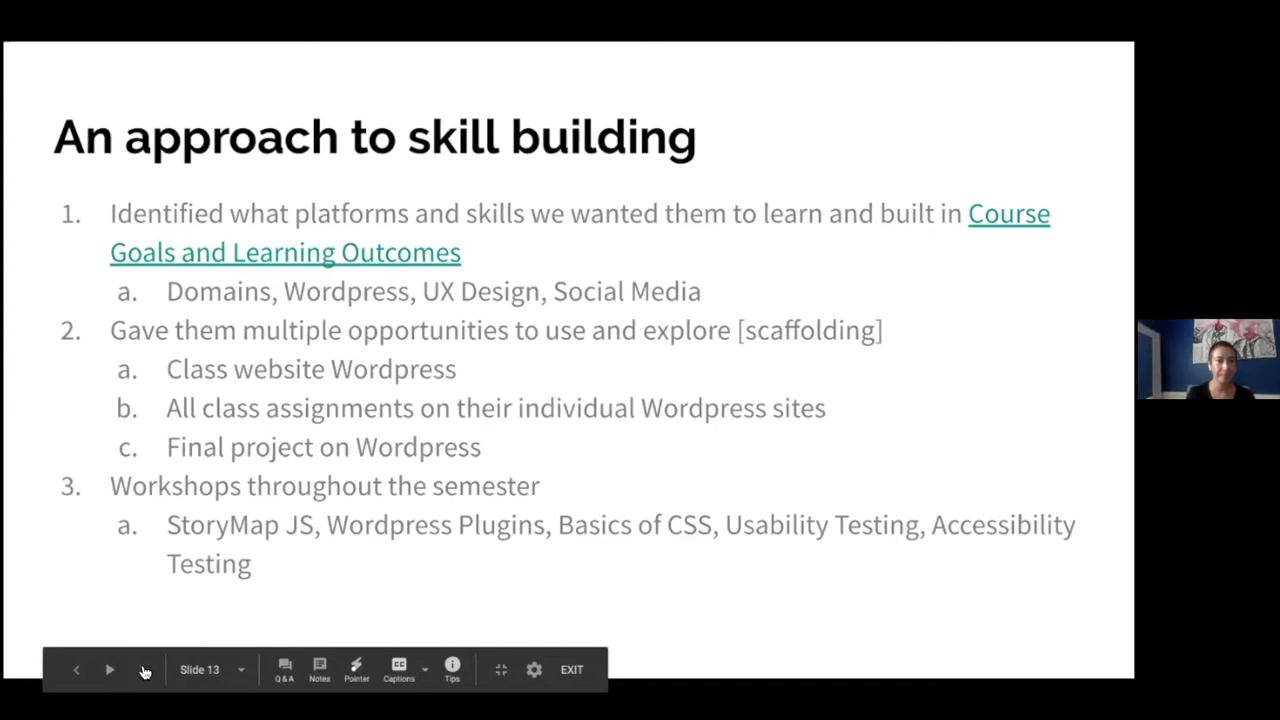 An approach to skill building
1. Identified what platforms and skills we wanted them to learn and built in Course
Goals and Learning Outcomes
a. Domains, Wordpress, UX Design, Social Media
2. Gave them multiple opportunities to use and explore [scaffolding]
a. Class website Wordpress
b. All class assignments on their individual Wordpress sites
c. Final project on Wordpress
3. Workshops throughout the semester
a. StoryMap JS, Wordpress Plugins, Basics of CSS, Usability Testing, Accessibility
Testing
Slide 13
Q & A
Notes
Pointer
CC
Captions
Tips
EXIT